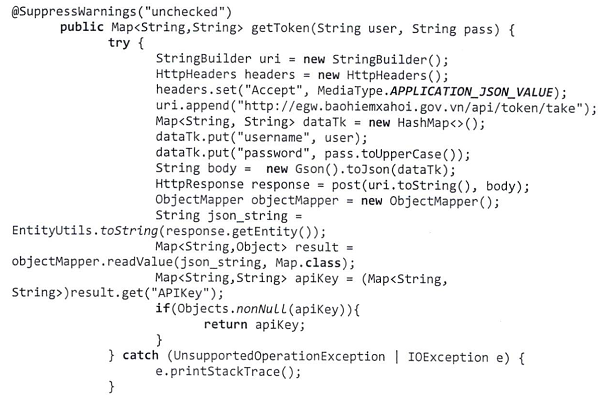 @SuppressWarnings("unchecked")
public Map<String,String> getToken(String user, String pass) {
try {
StringBuilder uri = new StringBuilder();
HttpHeaders headers = new HttpHeaders();
headers.set("Accept", MediaType.APPLICATION_JSON_VALUE);
uri.append("http://egw.baohiemxahoi.gov.vn/api/token/take");
Map<String, String> dataTk = new HashMap<>();
dataTk.put("username", user);
dataTk.put("password", pass.toUpperCase());
String body =  new Gson().toJson(dataTk);
HttpResponse response = post(uri.toString(), body);
ObjectMapper objectMapper = new ObjectMapper();
String json_string =
EntityUtils.toString(response.getEntity());
Map<String,Object> result =
objectMapper.readValue(json_string, Map.class);
Map<String,String> apiKey = (Map<String,
String>)result.get("APIKey");
if(Objects.nonNull(apiKey)){
return apiKey;
}
} catch (UnsupportedOperationException | IOException e) {
e.printStackTrace();
}